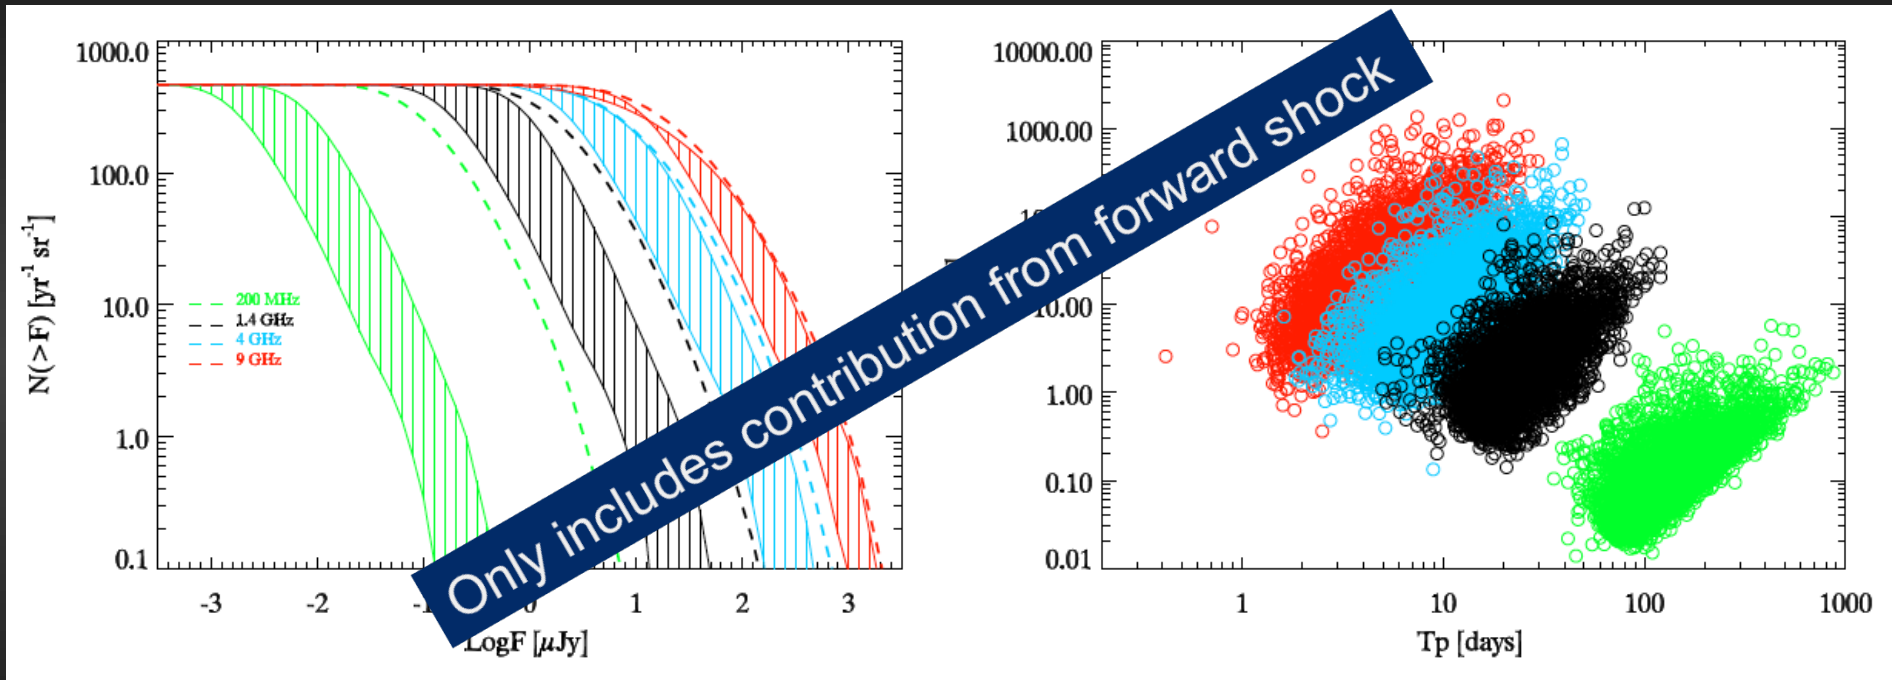 1000.0
100.0
10.0
1.0
0.1
N(>F) [yr⁻¹ sr⁻¹]
200 MHz
1.4 GHz
4 GHz
9 GHz
-3 -2 0 1 2 3
LogF [μJy]
Only includes contribution from forward shock
10000.00
1000.00
10.00
1.00
0.10
0.01
1 10 100 1000
Tp [days]